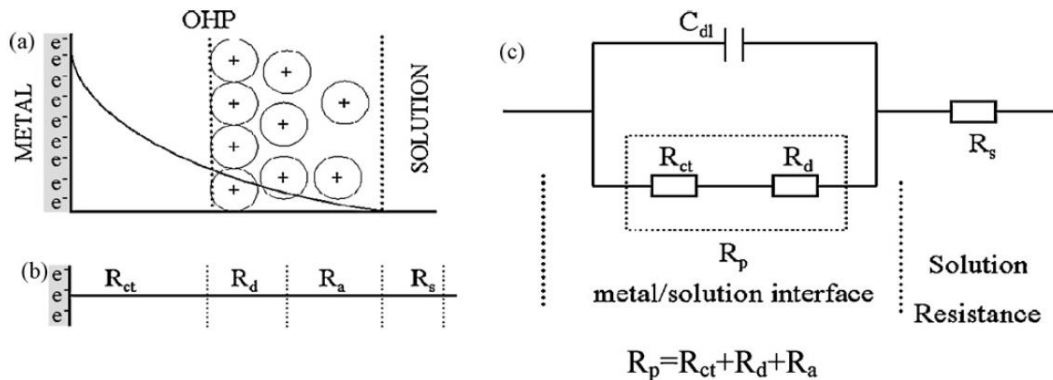 (a)
OHP
e⁻
e⁻
e⁻
e⁻
e⁻
e⁻
e⁻
e⁻
e⁻
METAL
+ +
+ +
+ +
+ + +
+
SOLUTION
(b)
e⁻
e⁻
e⁻
R_ct R_d R_a R_s
(c)
C_dl
R_ct R_d
R_s
R_p
metal/solution interface
Solution
Resistance
R_p=R_ct+R_d+R_a